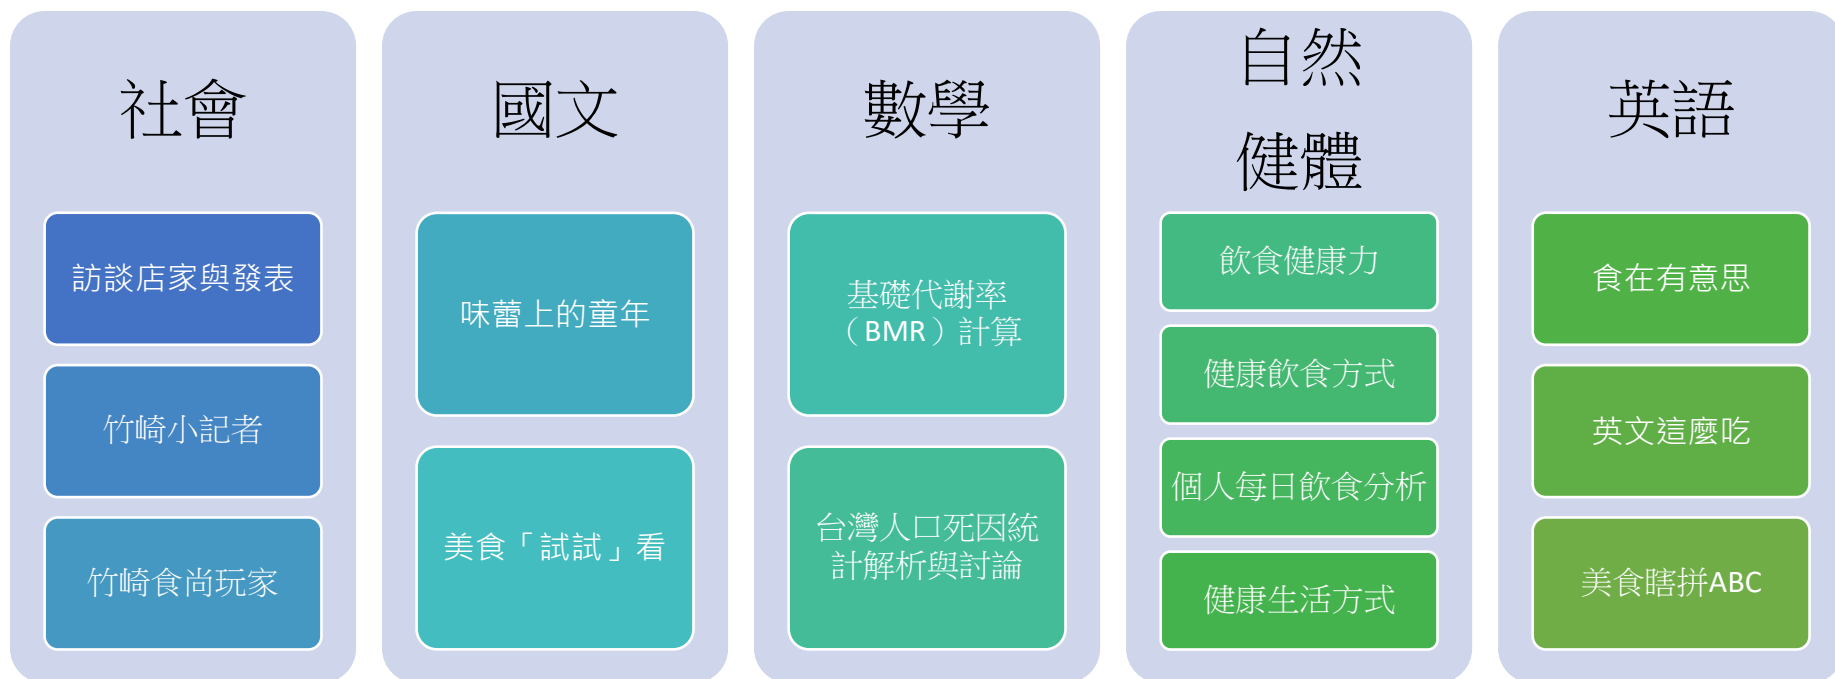 社會
訪談店家與發表
竹崎小記者
竹崎食尚玩家
國文
味蕾上的童年
美食「試試」看
數學
基礎代謝率
（BMR）計算
台灣人口死因統
計解析與討論
自然
健體
飲食健康力
健康飲食方式
個人每日飲食分析
健康生活方式
英語
食在有意思
英文這麼吃
美食瞎拼ABC